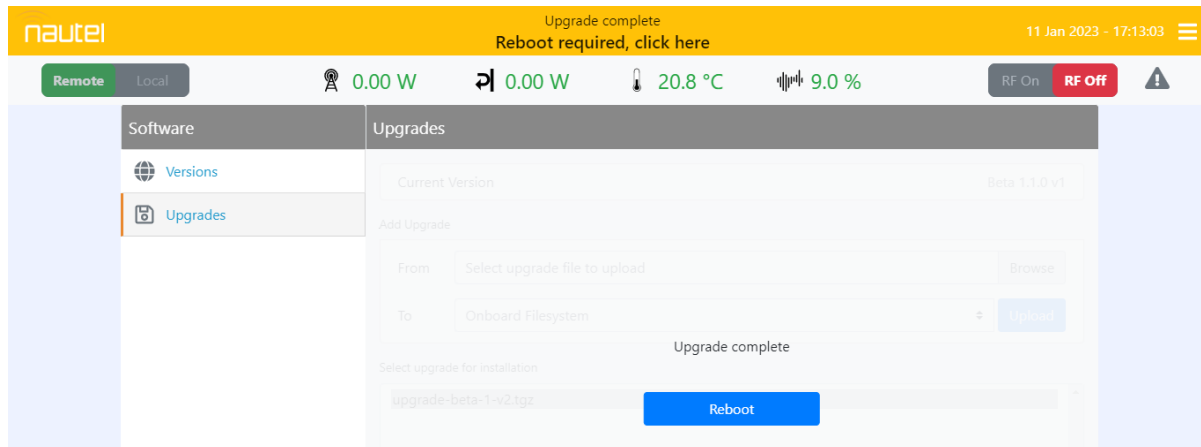 nautel
Upgrade complete
Reboot required, click here
11 Jan 2023 - 17:13:03
Remote Local 0.00 W 0.00 W 20.8 °C 9.0 % RF On RF Off
Software
Upgrades
Versions
Upgrades
Current Version Beta 1.1.0 v1
Add Upgrade
From Select upgrade file to upload Browse
To Onboard Filesystem Upload
Upgrade complete
Select upgrade for installation
upgrade-beta-1-v2.tgz
Reboot